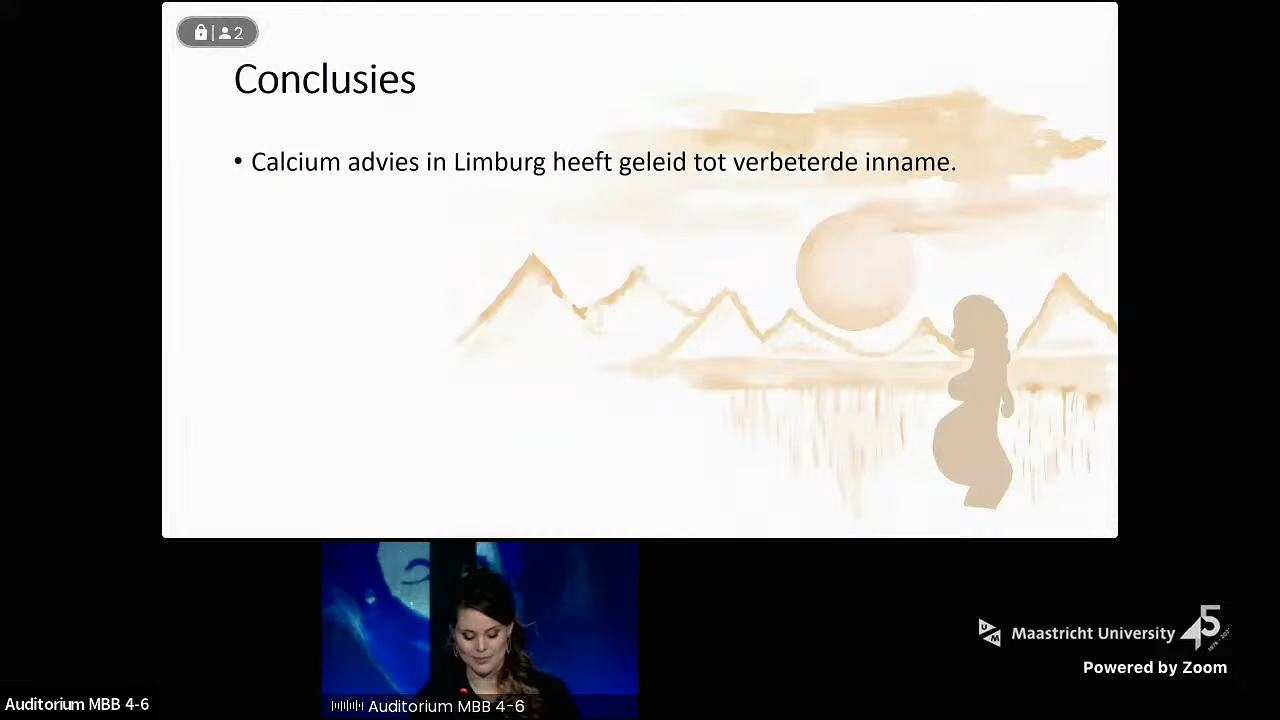 2
Conclusies
• Calcium advies in Limburg heeft geleid tot verbeterde inname.
Maastricht University 45
Powered by Zoom
Auditorium MBB 4-6
Auditorium MBB 4-6